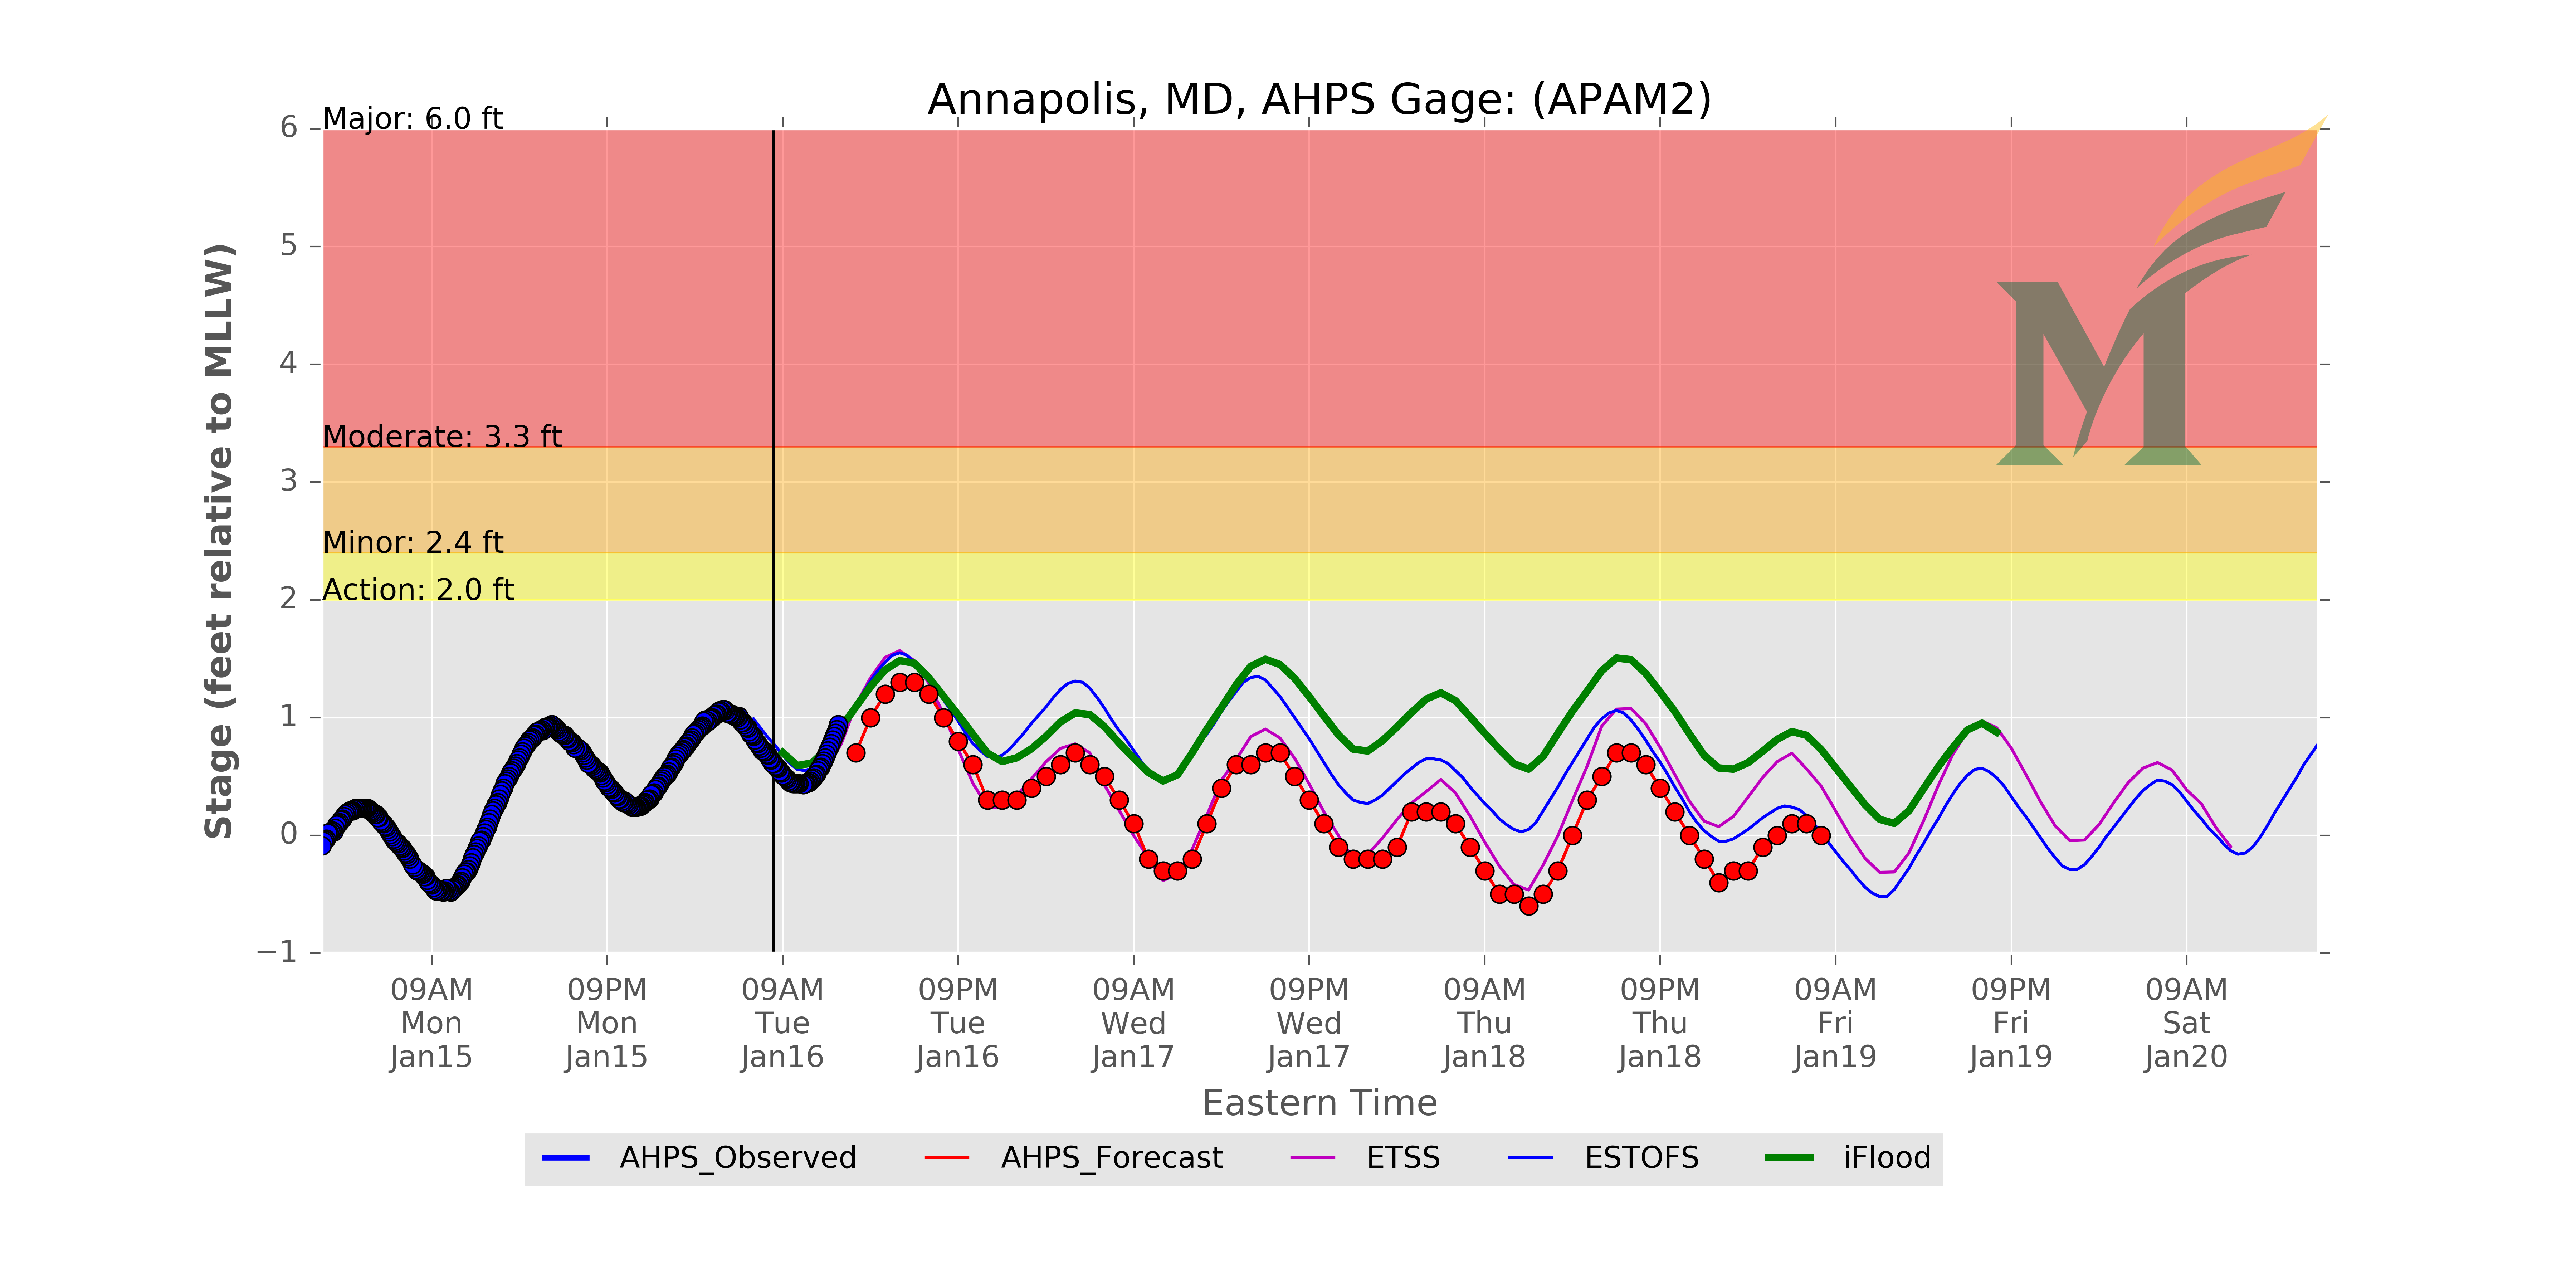 Annapolis, MD, AHPS Gage: (APAM2)
Stage (feet relative to MLLW)
6
5
4
3
2
1
0
−1
Major: 6.0 ft
Moderate: 3.3 ft
Minor: 2.4 ft
Action: 2.0 ft
M
09AM Mon Jan15
09PM Mon Jan15
09AM Tue Jan16
09PM Tue Jan16
09AM Wed Jan17
09PM Wed Jan17
09AM Thu Jan18
09PM Thu Jan18
09AM Fri Jan19
09PM Fri Jan19
09AM Sat Jan20
Eastern Time
AHPS_Observed AHPS_Forecast ETSS ESTOFS iFlood